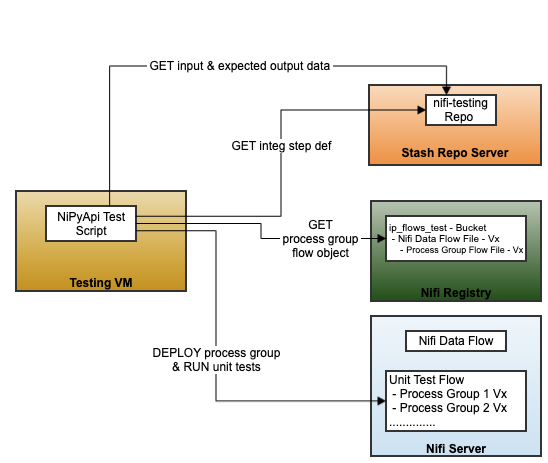 GET input & expected output data
nifi-testing
Repo
Stash Repo Server
GET integ step def
NiPyApi Test
Script
Testing VM
GET
process group
flow object
ip_flows_test - Bucket
- Nifi Data Flow File - Vx
- Process Group Flow File - Vx
Nifi Registry
DEPLOY process group
& RUN unit tests
Nifi Data Flow
Unit Test Flow
- Process Group 1 Vx
- Process Group 2 Vx
..............
Nifi Server